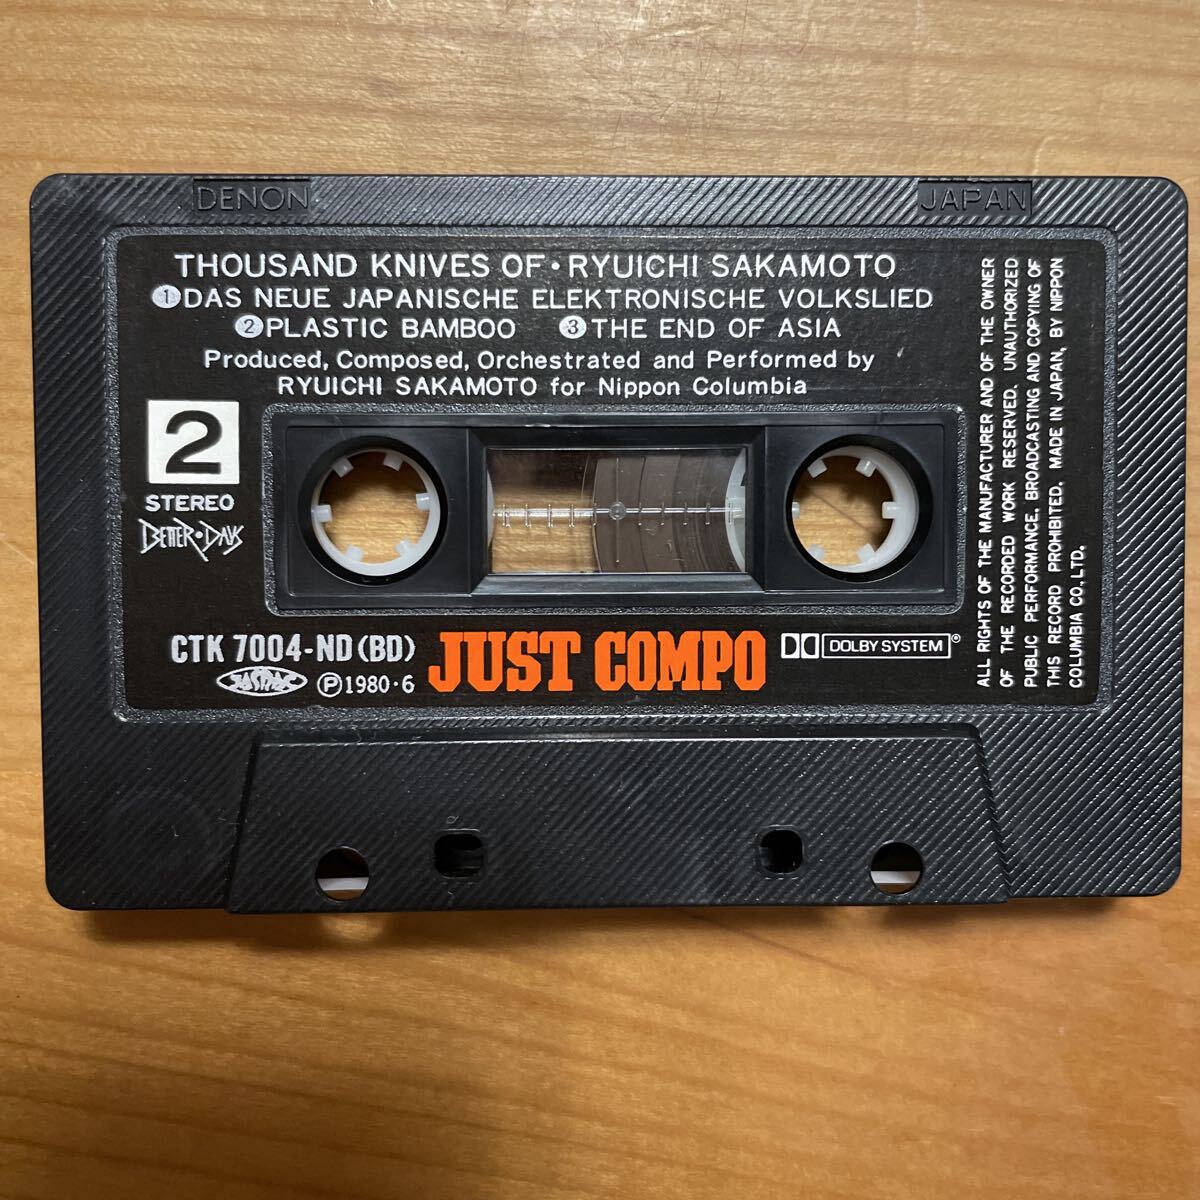 DENON
JAPAN
THOUSAND KNIVES OF・RYUICHI SAKAMOTO
①DAS NEUE JAPANISCHE ELEKTRONISCHE VOLKSLIED
②PLASTIC BAMBOO ③THE END OF ASIA
Produced, Composed, Orchestrated and Performed by
RYUICHI SAKAMOTO for Nippon Columbia
2
STEREO
BETTER・DAYS
CTK 7004-ND(BD)
℗1980・6
JUST COMPO
DOLBY SYSTEM®
ALL RIGHTS OF THE MANUFACTURER AND OF THE OWNER
OF THE RECORDED WORK RESERVED. UNAUTHORIZED
PUBLIC PERFORMANCE, BROADCASTING AND COPYING OF
THIS RECORD PROHIBITED. MADE IN JAPAN, BY NIPPON
COLUMBIA CO., LTD.